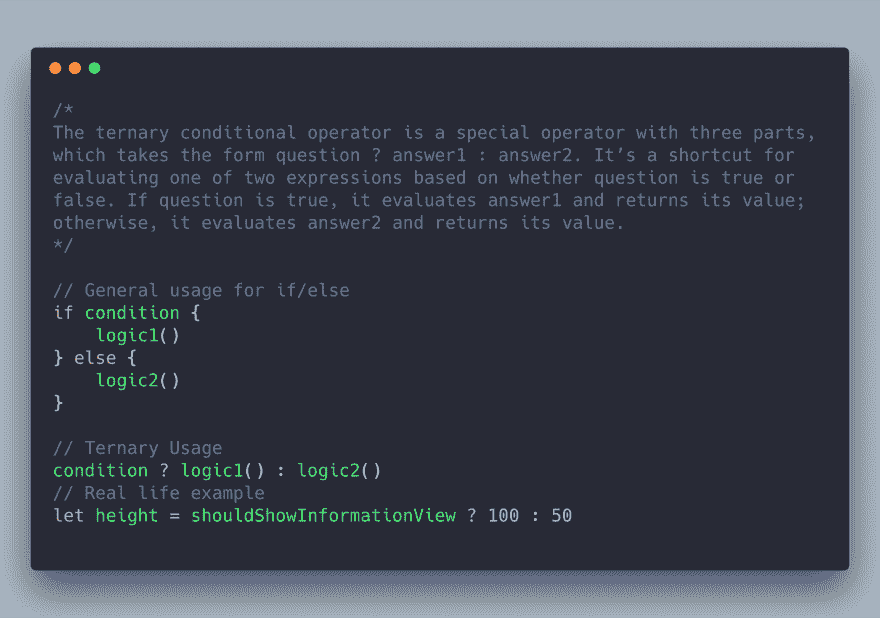 /*
The ternary conditional operator is a special operator with three parts,
which takes the form question ? answer1 : answer2. It’s a shortcut for
evaluating one of two expressions based on whether question is true or
false. If question is true, it evaluates answer1 and returns its value;
otherwise, it evaluates answer2 and returns its value.
*/

// General usage for if/else
if condition {
    logic1()
} else {
    logic2()
}

// Ternary Usage
condition ? logic1() : logic2()
// Real life example
let height = shouldShowInformationView ? 100 : 50